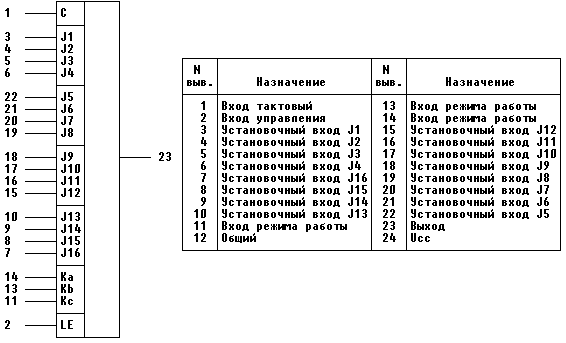 1 C
3 J1
4 J2
5 J3
6 J4
22 J5
21 J6
20 J7
19 J8
18 J9
17 J10
16 J11
15 J12
10 J13
9 J14
8 J15
7 J16
14 Ka
13 Kb
11 Kc
2 LE
23
N выв. Назначение N выв. Назначение
1 Вход тактовый 13 Вход режима работы
2 Вход управления 14 Вход режима работы
3 Установочный вход J1 15 Установочный вход J12
4 Установочный вход J2 16 Установочный вход J11
5 Установочный вход J3 17 Установочный вход J10
6 Установочный вход J4 18 Установочный вход J9
7 Установочный вход J16 19 Установочный вход J8
8 Установочный вход J15 20 Установочный вход J7
9 Установочный вход J14 21 Установочный вход J6
10 Установочный вход J13 22 Установочный вход J5
11 Вход режима работы 23 Выход
12 Общий 24 Ucc